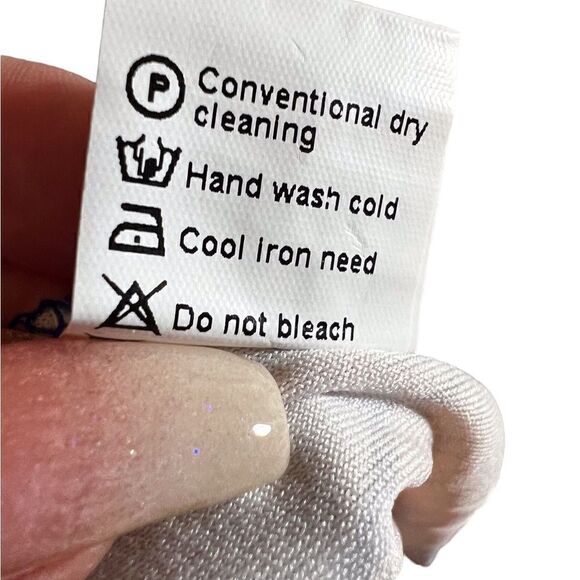 P Conventional dry
cleaning
Hand wash cold
Cool iron need
Do not bleach